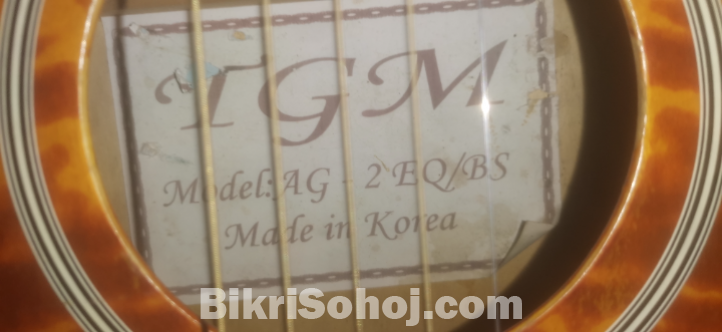 TGM
Model: AG - 2 EQ/BS
Made in Korea
BikriSohoj.com